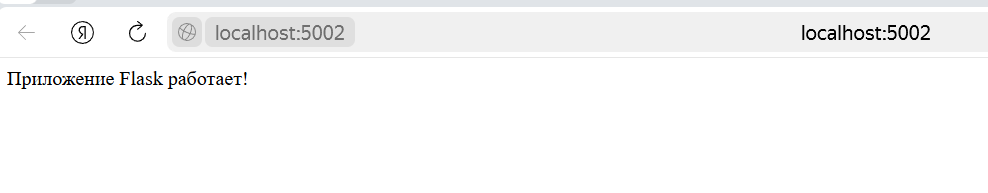 Я localhost:5002 localhost:5002
Приложение Flask работает!